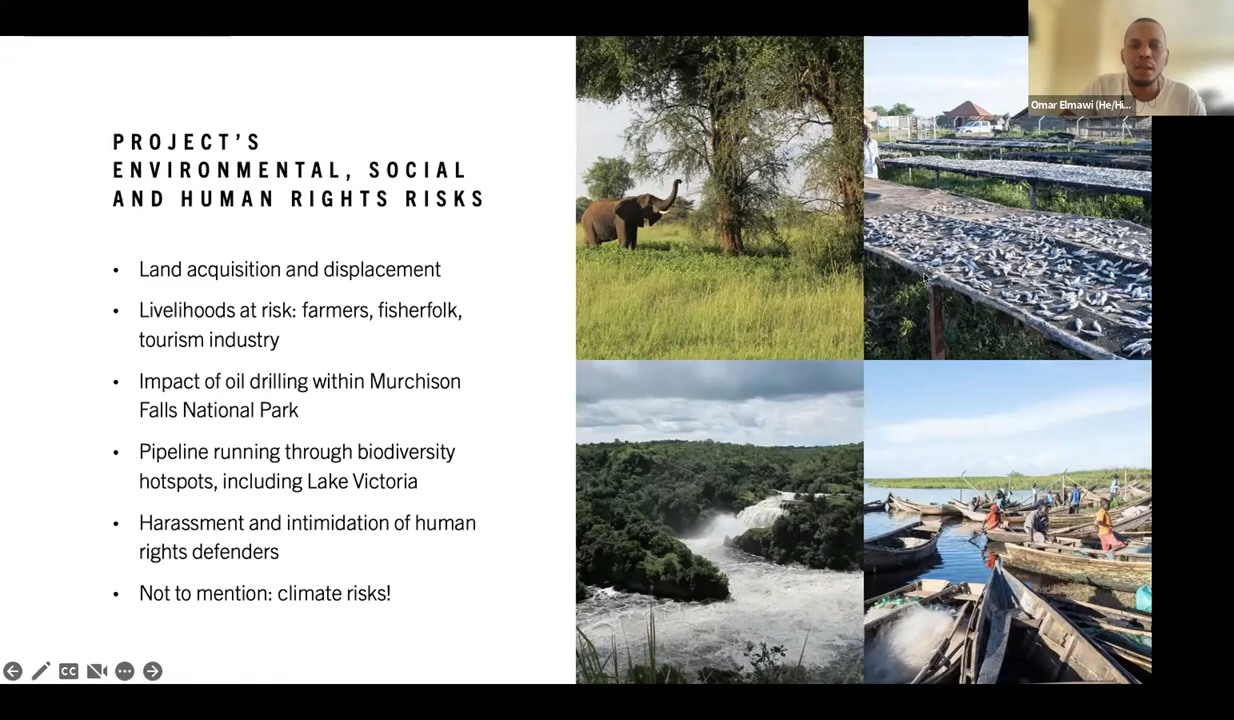 PROJECT'S
ENVIRONMENTAL, SOCIAL
AND HUMAN RIGHTS RISKS
• Land acquisition and displacement
• Livelihoods at risk: farmers, fisherfolk,
tourism industry
• Impact of oil drilling within Murchison
Falls National Park
• Pipeline running through biodiversity
hotspots, including Lake Victoria
• Harassment and intimidation of human
rights defenders
• Not to mention: climate risks!
Omar Elmawi (He/Hi...
CC